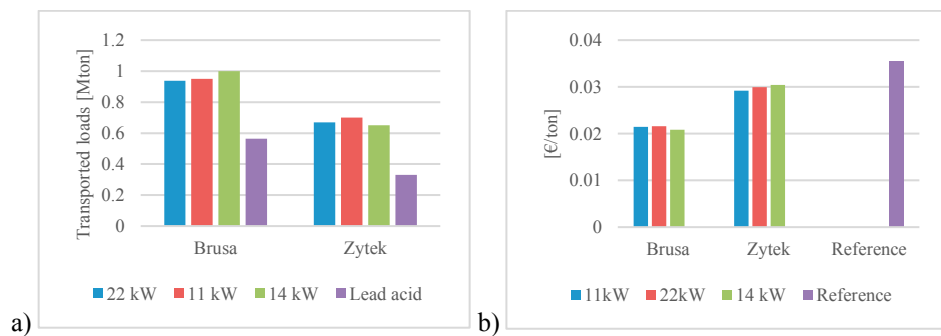 Transported loads [Mton]
1.2
1
0.8
0.6
0.4
0.2
0
Brusa Zytek
22 kW 11 kW 14 kW Lead acid
a)
[€/ton]
0.04
0.03
0.02
0.01
0
Brusa Zytek Reference
11kW 22kW 14 kW Reference
b)